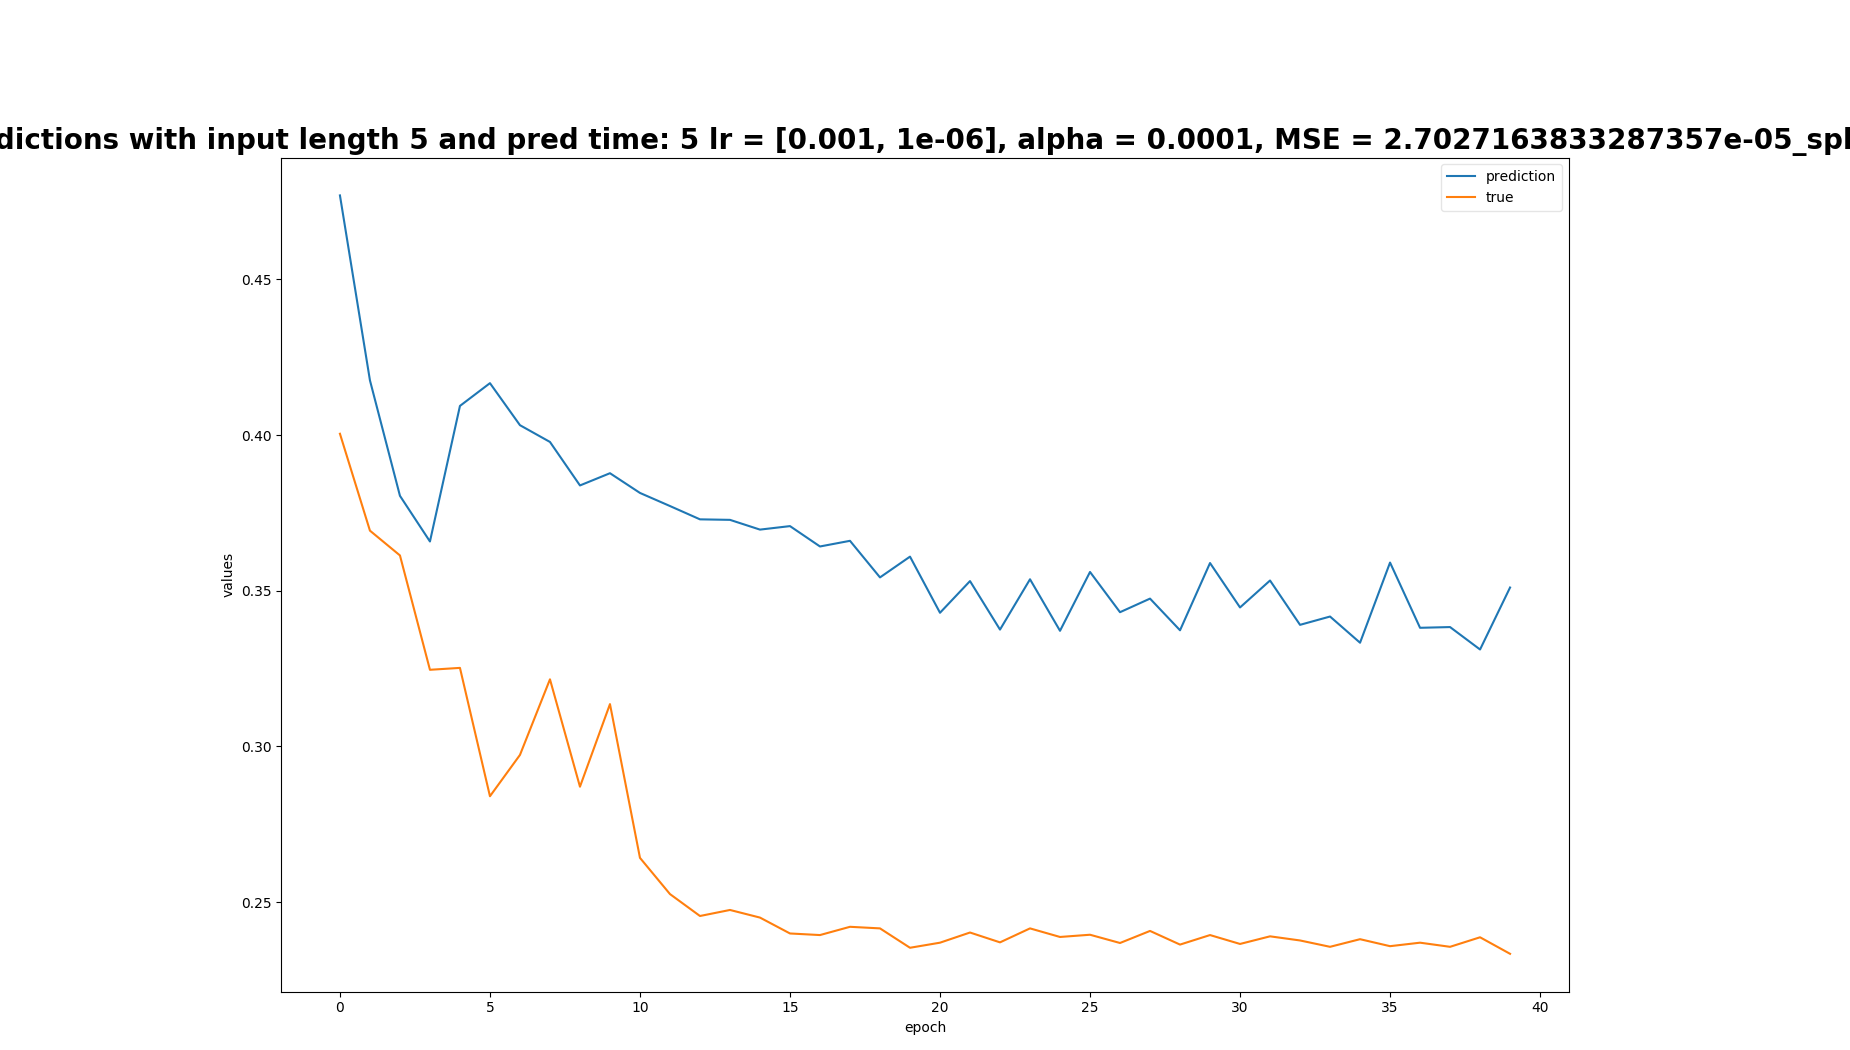 dictions with input length 5 and pred time: 5 lr = [0.001, 1e-06], alpha = 0.0001, MSE = 2.7027163833287357e-05_spl
prediction
true
values
0.45
0.40
0.35
0.30
0.25
0
5
10
15
20
25
30
35
40
epoch